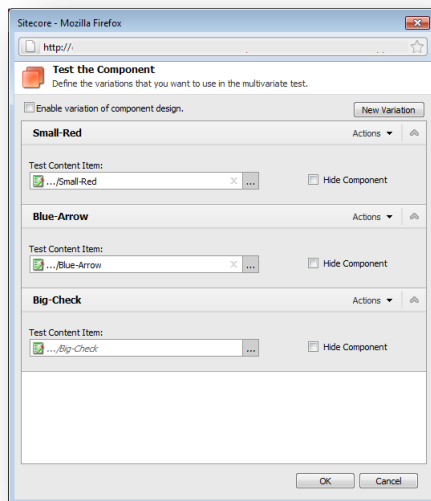 Sitecore - Mozilla Firefox
http://
Test the Component
Define the variations that you want to use in the multivariate test.
Enable variation of component design.
New Variation
Small-Red
Actions
Test Content Item:
.../Small-Red
...
Hide Component
Blue-Arrow
Actions
Test Content Item:
.../Blue-Arrow
...
Hide Component
Big-Check
Actions
Test Content Item:
.../Big-Check
...
Hide Component
OK
Cancel